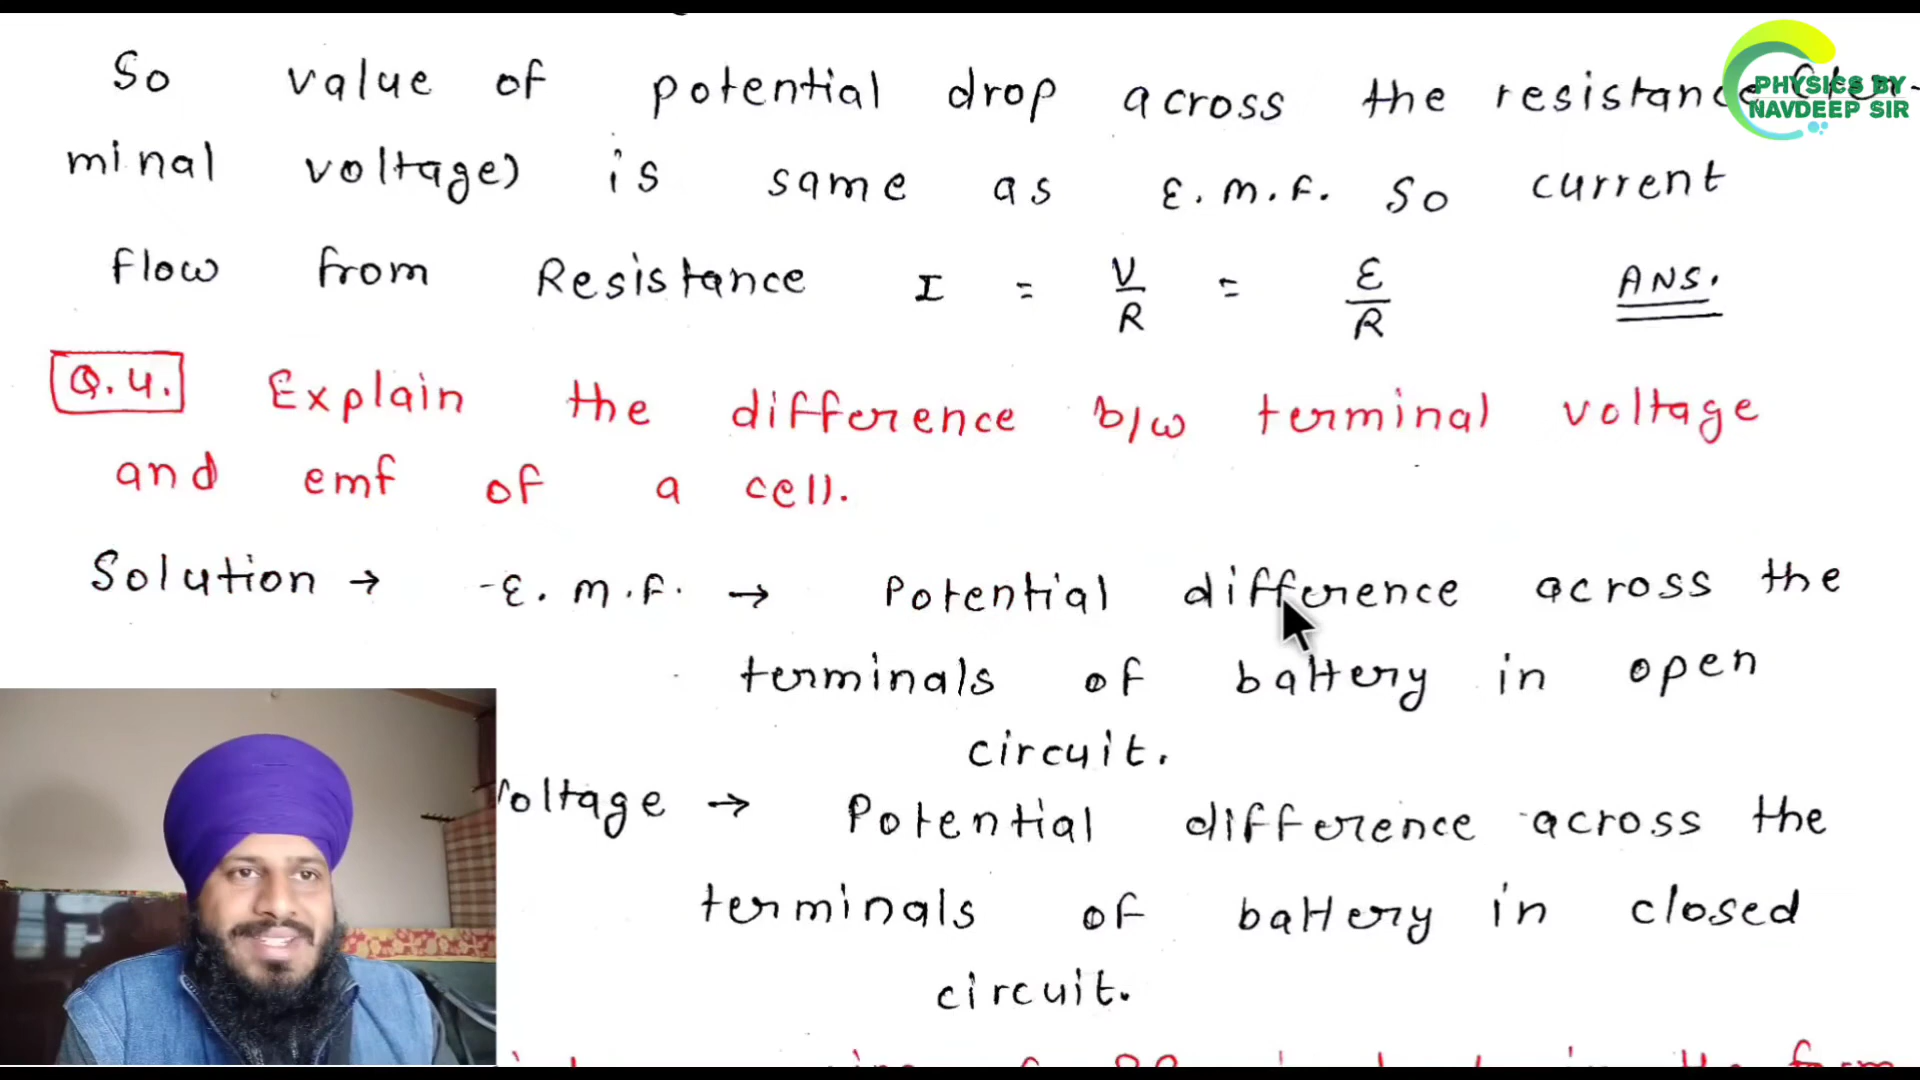 So value of potential drop across the resistance (ter-
minal voltage) is same as E.m.f. So current
flow from Resistance I = V/R = E/R ANS.
Q.4. Explain the difference b/w terminal voltage
and emf of a cell.
Solution → E.m.f. → Potential difference across the
terminals of battery in open
circuit.
Voltage → Potential difference across the
terminals of battery in closed
circuit.
PHYSICS BY
NAVDEEP SIR